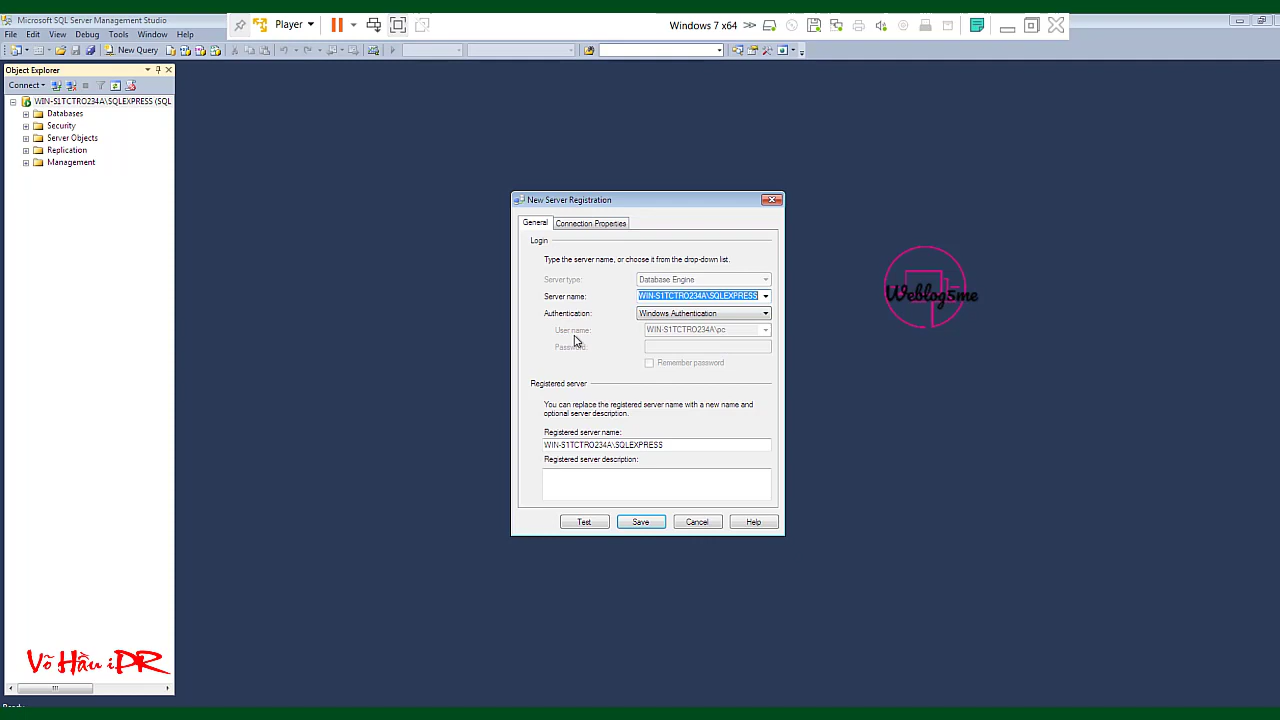 Microsoft SQL Server Management Studio
Player
Windows 7 x64
File Edit View Debug Tools Window Help
New Query
Object Explorer
Connect
WIN-S1TCTRO234A\SQLEXPRESS (SQL
Databases
Security
Server Objects
Replication
Management
New Server Registration
General Connection Properties
Login
Type the server name, or choose it from the drop-down list.
Server type: Database Engine
Server name: WIN-S1TCTRO234A\SQLEXPRESS
Authentication: Windows Authentication
User name: WIN-S1TCTRO234A\pc
Password:
Remember password
Registered server
You can replace the registered server name with a new name and
optional server description.
Registered server name:
WIN-S1TCTRO234A\SQLEXPRESS
Registered server description:
Test Save Cancel Help
Weblog5me
Võ Hầu iDR